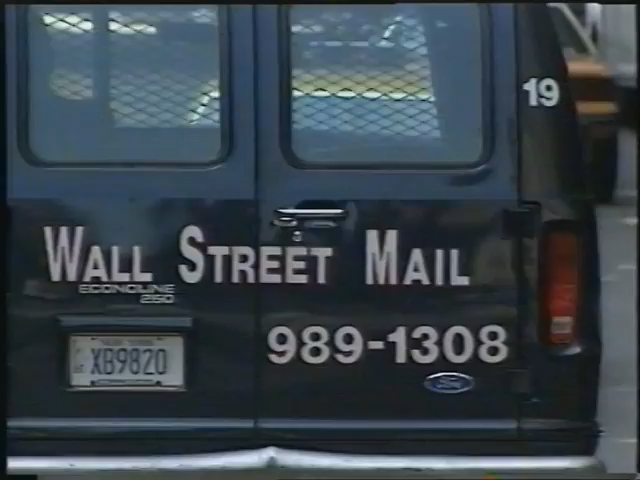 19
WALL STREET MAIL
ECONOLINE
250
989-1308
XB9820
Ford